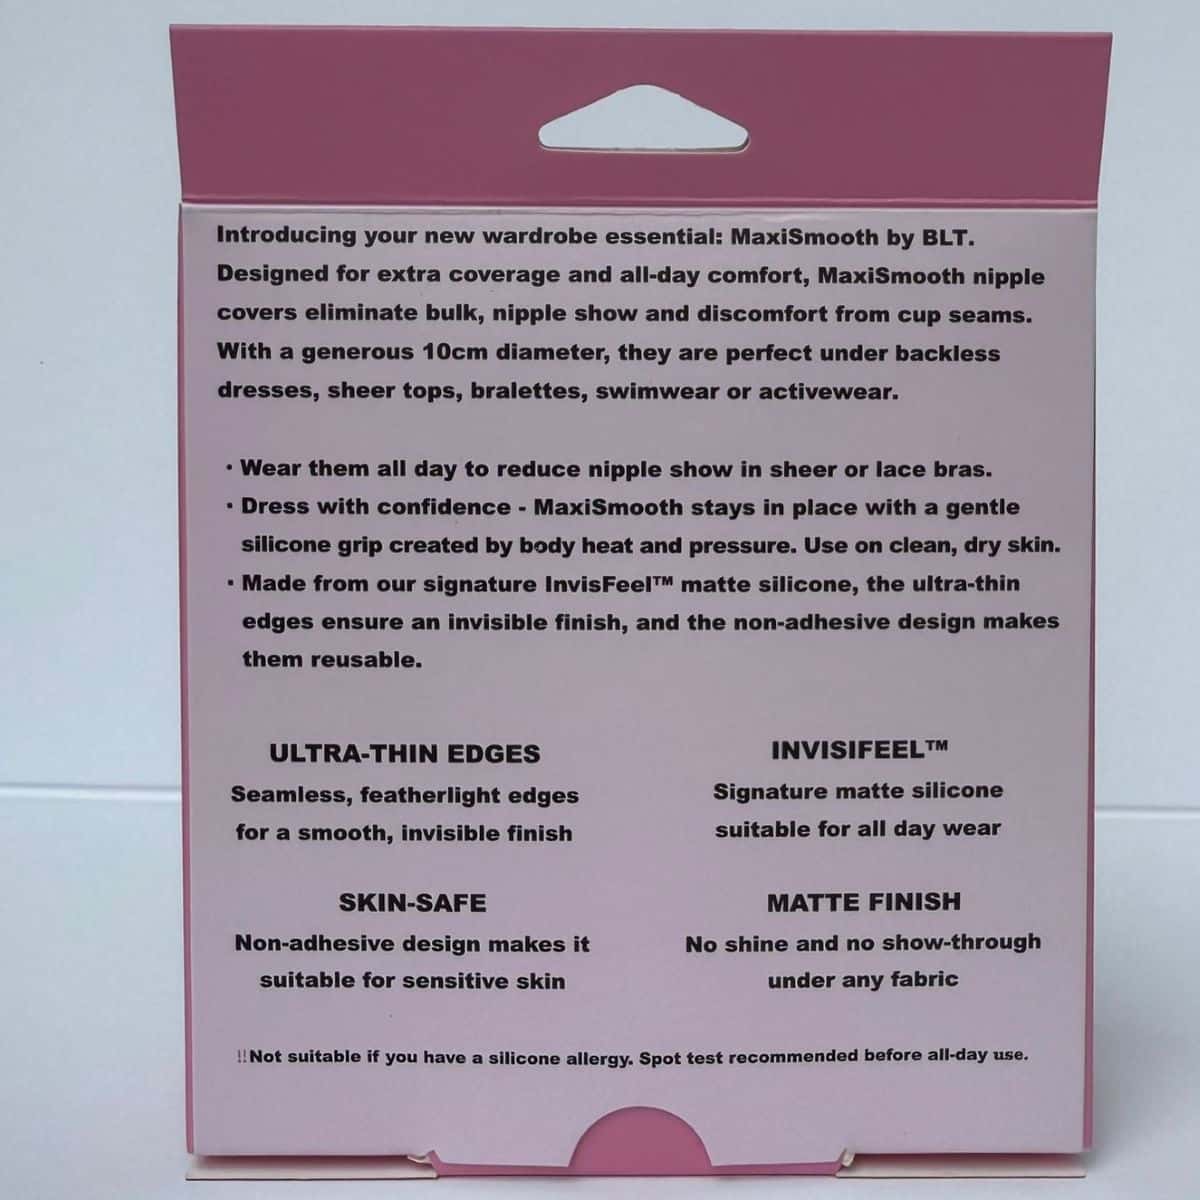 Introducing your new wardrobe essential: MaxiSmooth by BLT.
Designed for extra coverage and all-day comfort, MaxiSmooth nipple
covers eliminate bulk, nipple show and discomfort from cup seams.
With a generous 10cm diameter, they are perfect under backless
dresses, sheer tops, bralettes, swimwear or activewear.
· Wear them all day to reduce nipple show in sheer or lace bras.
· Dress with confidence - MaxiSmooth stays in place with a gentle
silicone grip created by body heat and pressure. Use on clean, dry skin.
· Made from our signature InvisFeel™ matte silicone, the ultra-thin
edges ensure an invisible finish, and the non-adhesive design makes
them reusable.
ULTRA-THIN EDGES
Seamless, featherlight edges
for a smooth, invisible finish
INVISIFEEL™
Signature matte silicone
suitable for all day wear
SKIN-SAFE
Non-adhesive design makes it
suitable for sensitive skin
MATTE FINISH
No shine and no show-through
under any fabric
!!Not suitable if you have a silicone allergy. Spot test recommended before all-day use.